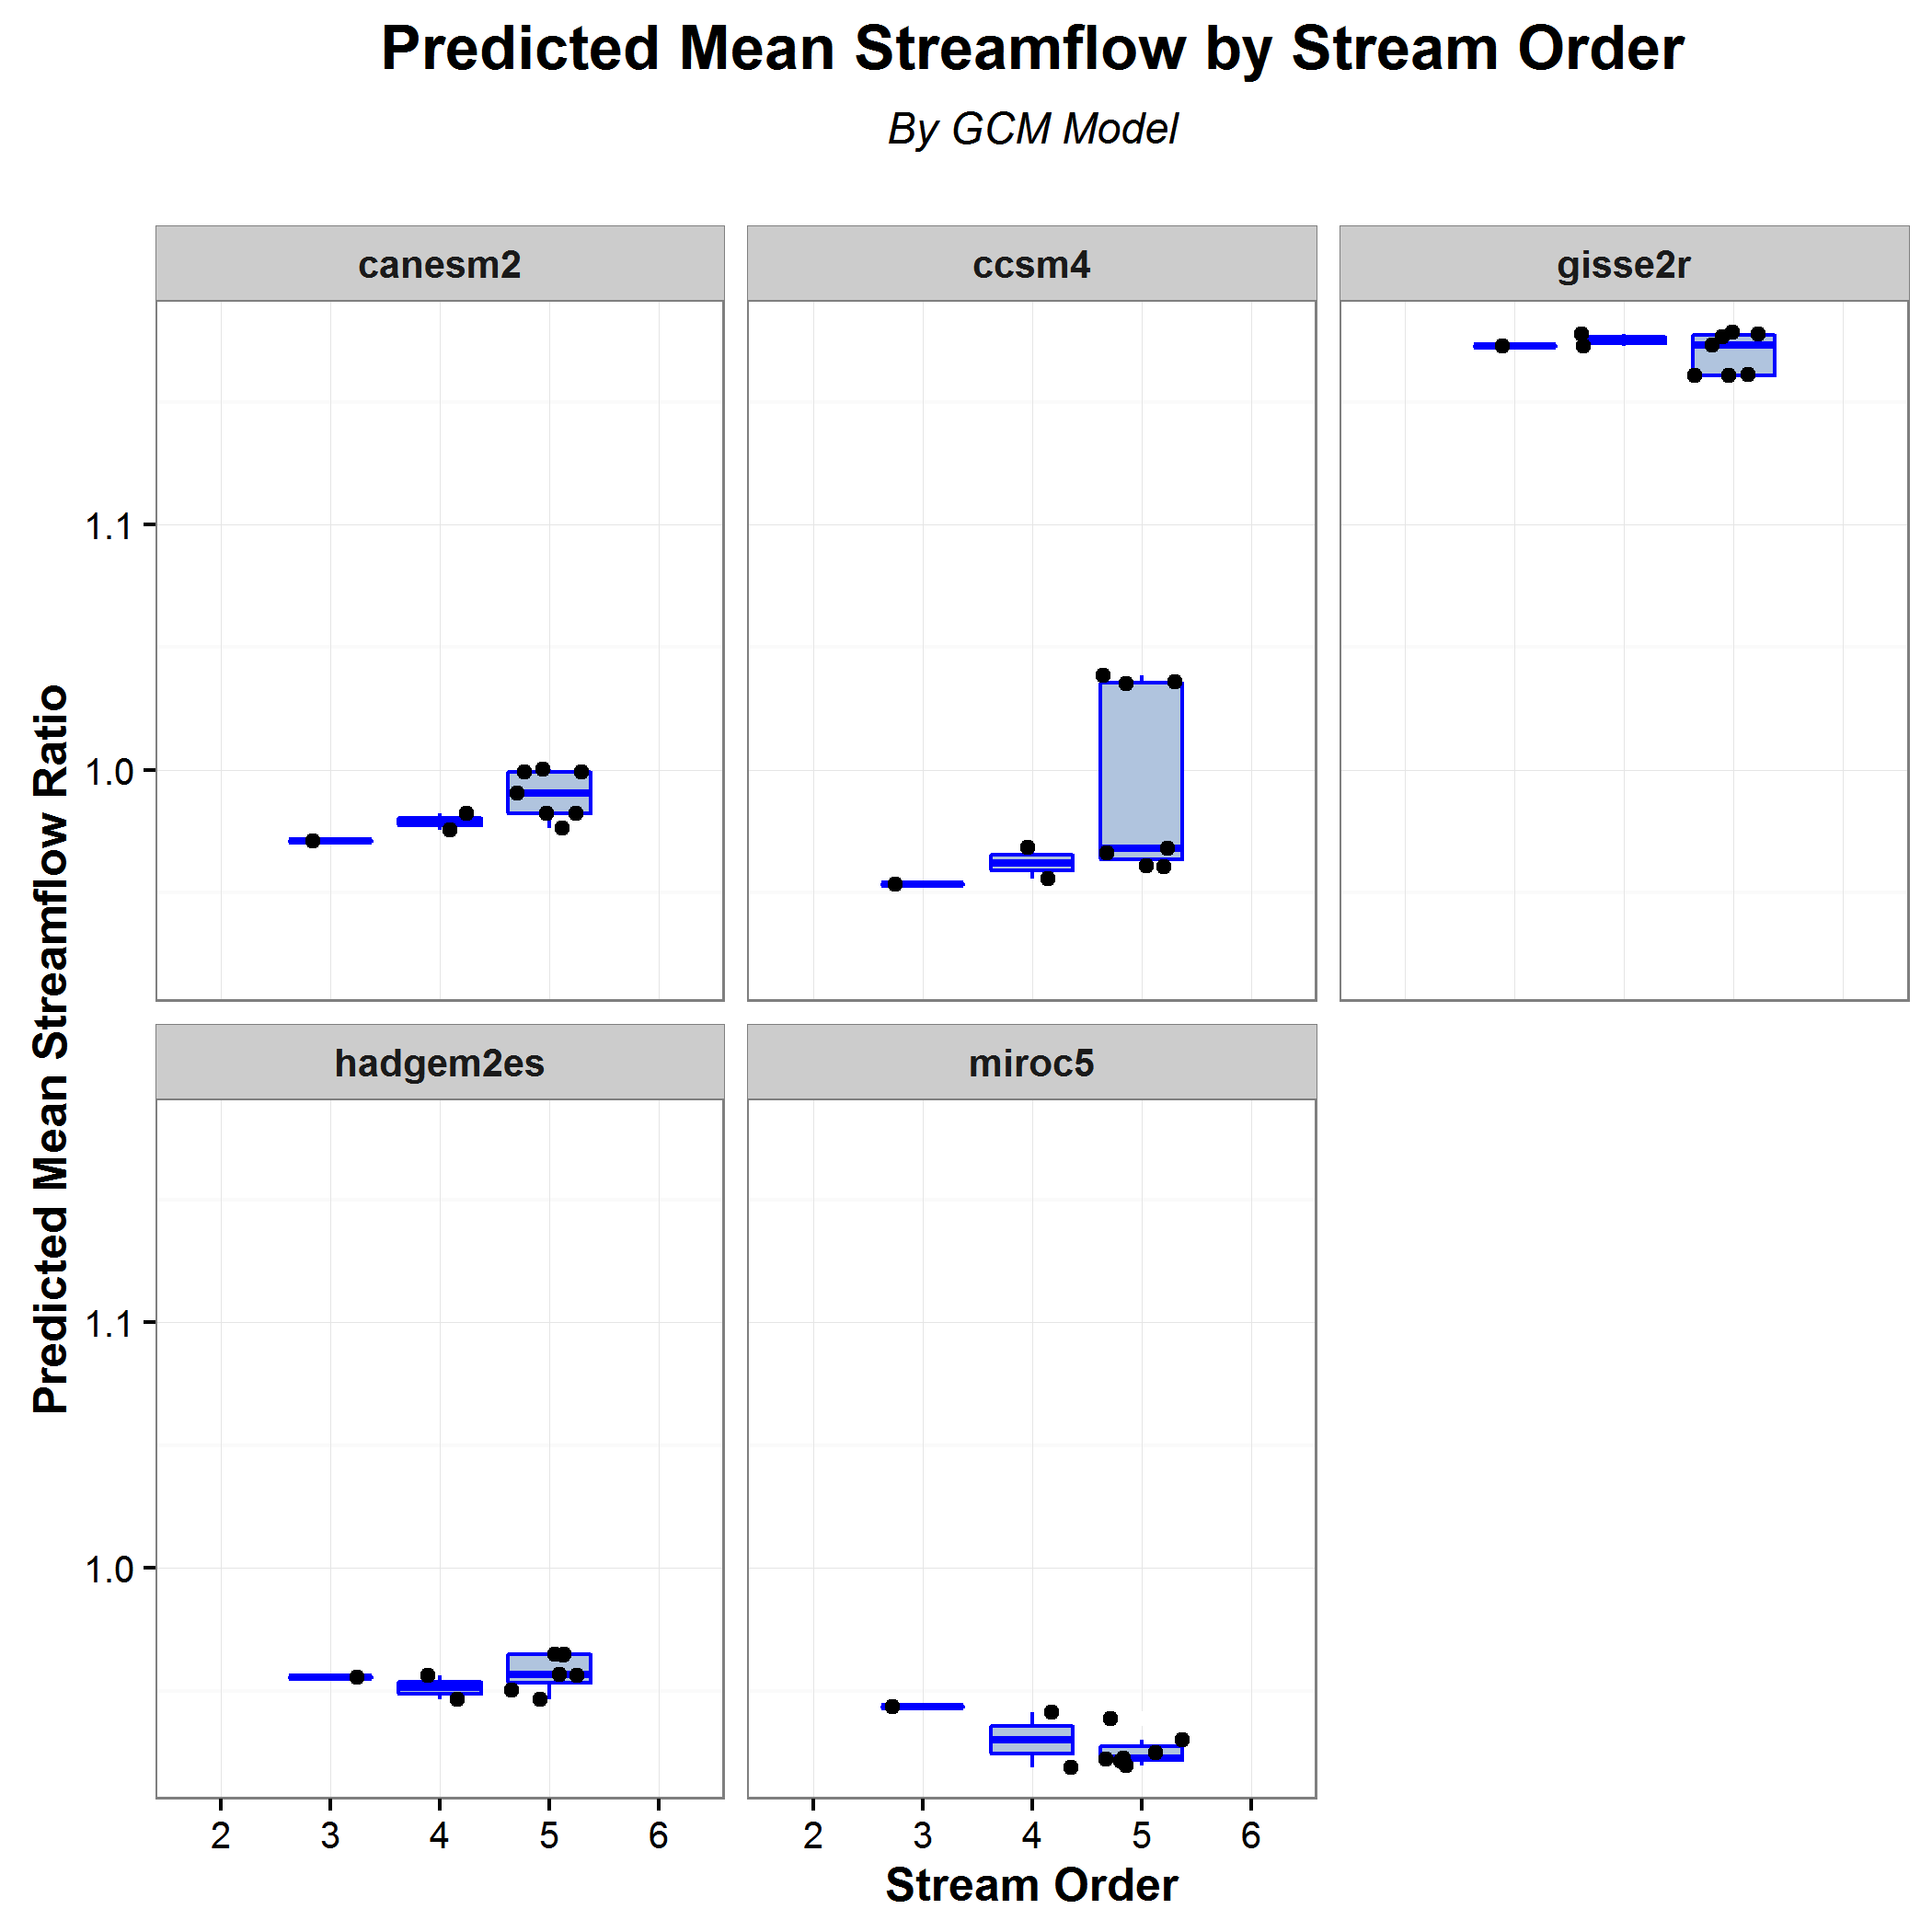 Predicted Mean Streamflow by Stream Order
By GCM Model
canesm2
ccsm4
gisse2r
1.1
1.0
Predicted Mean Streamflow Ratio
hadgem2es
miroc5
1.1
1.0
2 3 4 5 6
2 3 4 5 6
Stream Order